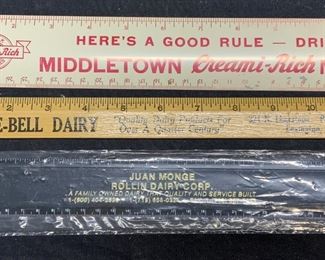 HERE'S A GOOD RULE — DRI
MIDDLETOWN Creami-Rich M
E-BELL DAIRY
"Quality Dairy Products For
Over A Quarter Century"
JUAN MONGE
ROLLIN DAIRY CORP.
A FAMILY OWNED DAIRY THAT QUALITY AND SERVICE BUILT